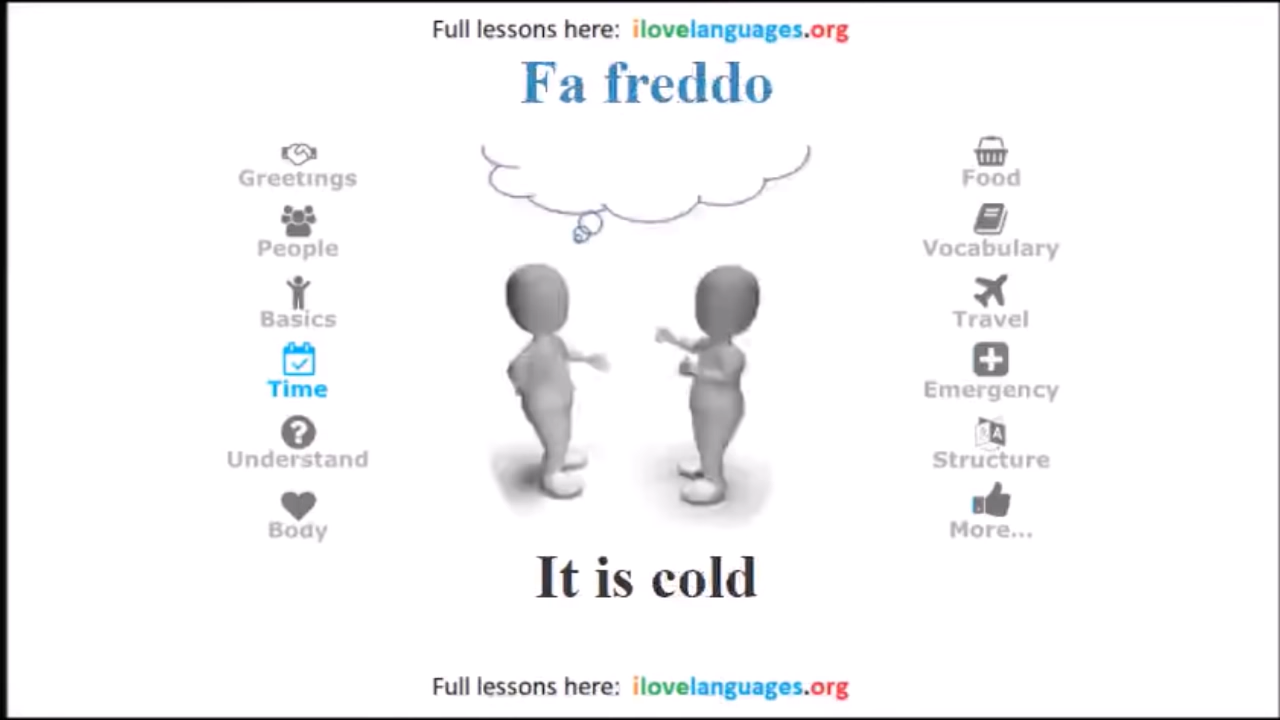 Full lessons here: ilovelanguages.org
Fa freddo
Greetings
People
Basics
Time
Understand
Body
Food
Vocabulary
Travel
Emergency
Structure
More...
It is cold
Full lessons here: ilovelanguages.org